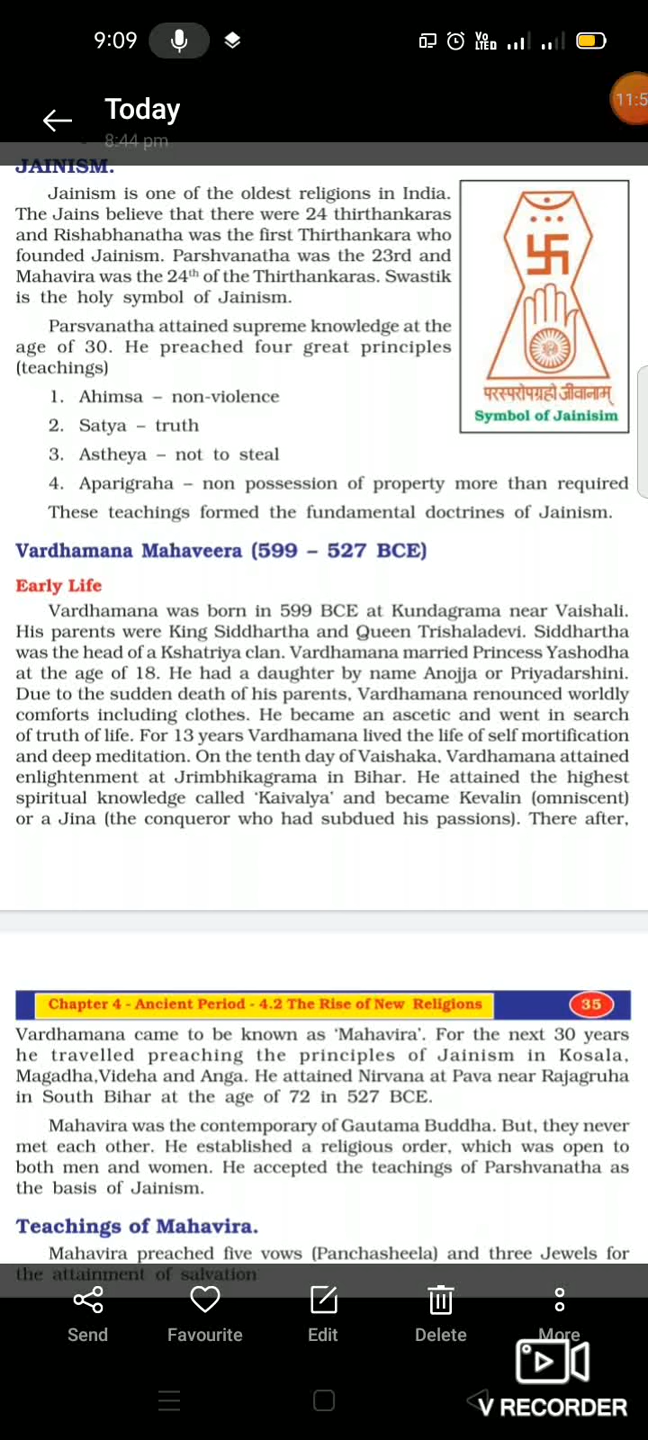 9:09
Vo
LTED
Today
8:44 pm
11:5
JAINISM.
Jainism is one of the oldest religions in India.
The Jains believe that there were 24 thirthankaras
and Rishabhanatha was the first Thirthankara who
founded Jainism. Parshvanatha was the 23rd and
Mahavira was the 24th of the Thirthankaras. Swastik
is the holy symbol of Jainism.
Parsvanatha attained supreme knowledge at the
age of 30. He preached four great principles
(teachings)
परस्परोपग्रहो जीवानाम्
Symbol of Jainisim
1. Ahimsa – non-violence
2. Satya – truth
3. Astheya – not to steal
4. Aparigraha – non possession of property more than required
These teachings formed the fundamental doctrines of Jainism.
Vardhamana Mahaveera (599 – 527 BCE)
Early Life
Vardhamana was born in 599 BCE at Kundagrama near Vaishali.
His parents were King Siddhartha and Queen Trishaladevi. Siddhartha
was the head of a Kshatriya clan. Vardhamana married Princess Yashodha
at the age of 18. He had a daughter by name Anojja or Priyadarshini.
Due to the sudden death of his parents, Vardhamana renounced worldly
comforts including clothes. He became an ascetic and went in search
of truth of life. For 13 years Vardhamana lived the life of self mortification
and deep meditation. On the tenth day of Vaishaka, Vardhamana attained
enlightenment at Jrimbhikagrama in Bihar. He attained the highest
spiritual knowledge called ‘Kaivalya’ and became Kevalin (omniscent)
or a Jina (the conqueror who had subdued his passions). There after,
Chapter 4 - Ancient Period - 4.2 The Rise of New Religions 35
Vardhamana came to be known as ‘Mahavira’. For the next 30 years
he travelled preaching the principles of Jainism in Kosala,
Magadha,Videha and Anga. He attained Nirvana at Pava near Rajagruha
in South Bihar at the age of 72 in 527 BCE.
Mahavira was the contemporary of Gautama Buddha. But, they never
met each other. He established a religious order, which was open to
both men and women. He accepted the teachings of Parshvanatha as
the basis of Jainism.
Teachings of Mahavira.
Mahavira preached five vows (Panchasheela) and three Jewels for
the attainment of salvation
Send Favourite Edit Delete More
V RECORDER